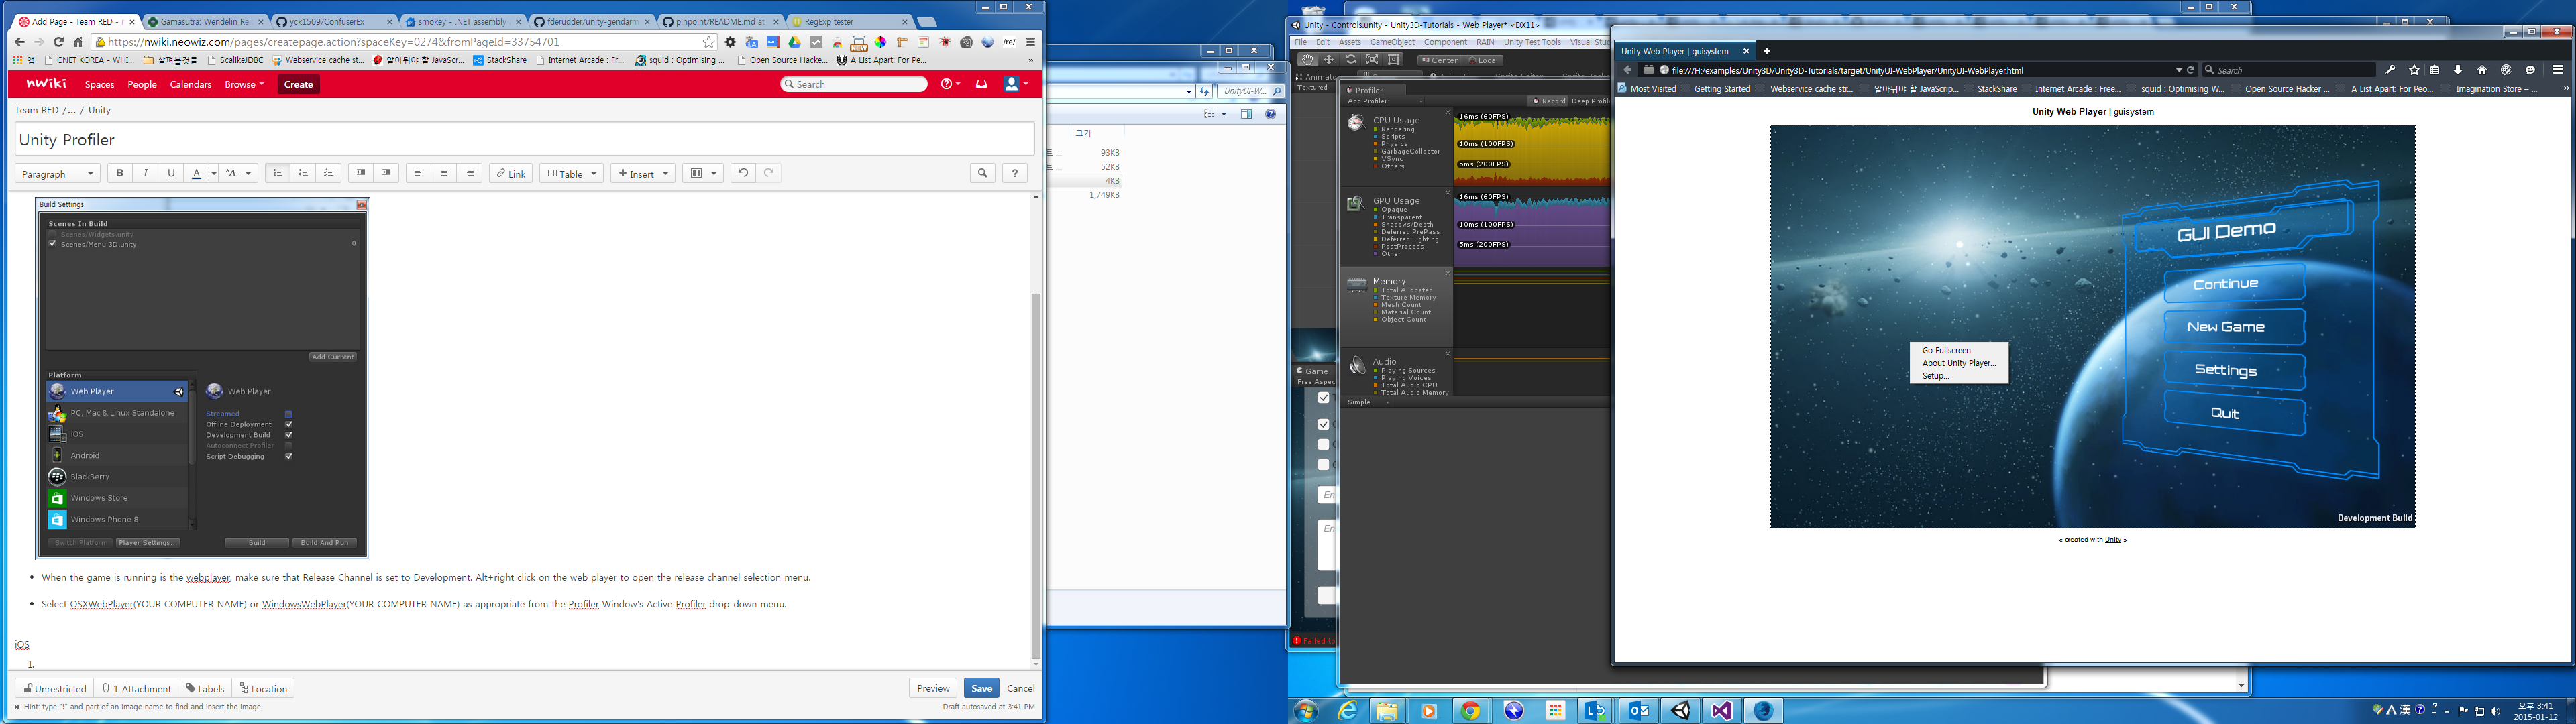 Add Page - Team RED - 
Gamasutra: Wendelin Rei
yck1509/ConfuserEx
smokey - .NET assembly
fderudder/unity-gendarm
pinpoint/README.md at
RegExp tester
https://nwiki.neowiz.com/pages/createpage.action?spaceKey=0274&fromPageId=33754701
앱
CNET KOREA - WHI...
살펴볼것들
ScalikeJDBC
Webservice cache st...
알아둬야 할 JavaScr...
StackShare
Internet Arcade : Fr...
squid : Optimising ...
Open Source Hacke...
A List Apart: For Pe...
nwiki
Spaces
People
Calendars
Browse
Create
Search
Team RED / ... / Unity
Unity Profiler
Paragraph
B
I
U
A
Link
Table
Insert
?
Build Settings
Scenes In Build
Scenes/Widgets.unity
Scenes/Menu 3D.unity
0
Add Current
Platform
Web Player
PC, Mac & Linux Standalone
iOS
Android
BlackBerry
Windows Store
Windows Phone 8
Web Player
Streamed
Offline Deployment
Development Build
Autoconnect Profiler
Script Debugging
Switch Platform
Player Settings...
Build
Build And Run
When the game is running is the webplayer, make sure that Release Channel is set to Development. Alt+right click on the web player to open the release channel selection menu.
Select OSXWebPlayer(YOUR COMPUTER NAME) or WindowsWebPlayer(YOUR COMPUTER NAME) as appropriate from the Profiler Window's Active Profiler drop-down menu.
iOS
1.
Unrestricted
1 Attachment
Labels
Location
Preview
Save
Cancel
Hint: type "!" and part of an image name to find and insert the image.
Draft autosaved at 3:41 PM
UnityUI-W...
크기
93KB
52KB
4KB
1,749KB
Unity - Controls.unity - Unity3D-Tutorials - Web Player* <DX11>
File
Edit
Assets
GameObject
Component
RAIN
Unity Test Tools
Visual Stud
Center
Local
Animato
Textured
Profiler
Add Profiler
Record
Deep Profil
CPU Usage
Rendering
Scripts
Physics
GarbageCollector
VSync
Others
16ms (60FPS)
10ms (100FPS)
5ms (200FPS)
GPU Usage
Opaque
Transparent
Shadows/Depth
Deferred PrePass
Deferred Lighting
PostProcess
Other
16ms (60FPS)
10ms (100FPS)
5ms (200FPS)
Memory
Total Allocated
Texture Memory
Mesh Count
Material Count
Object Count
Audio
Playing Sources
Playing Voices
Total Audio CPU
Total Audio Memory
Simple
Game
Free Aspec
Failed to
Unity Web Player | guisystem
file:///H:/examples/Unity3D/Unity3D-Tutorials/target/UnityUI-WebPlayer/UnityUI-WebPlayer.html
Search
Most Visited
Getting Started
Webservice cache str...
알아둬야 할 JavaScrip...
StackShare
Internet Arcade : Free...
squid : Optimising W...
Open Source Hacker ...
A List Apart: For Peo...
Imagination Store – ...
Unity Web Player | guisystem
GUI Demo
Continue
New Game
Settings
Quit
Go Fullscreen
About Unity Player...
Setup...
Development Build
« created with Unity »
A 漢
오후 3:41
2015-01-12